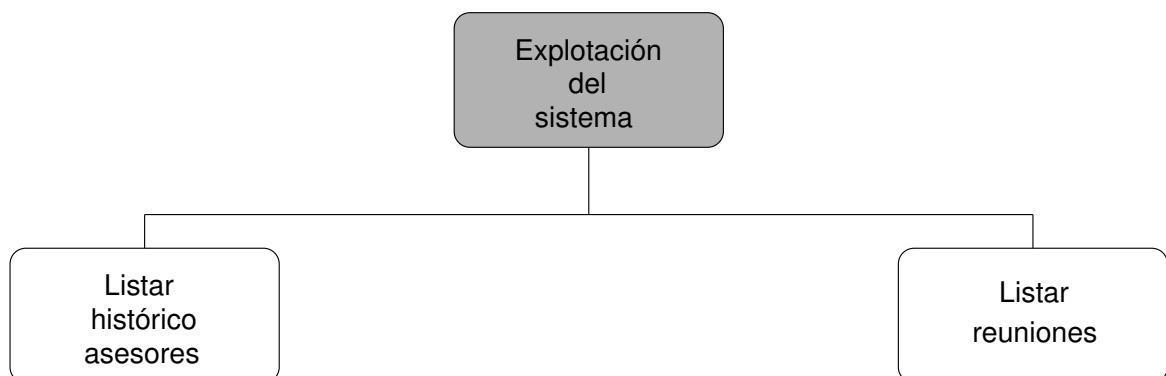 Explotación
del
sistema
Listar
histórico
asesores
Listar
reuniones